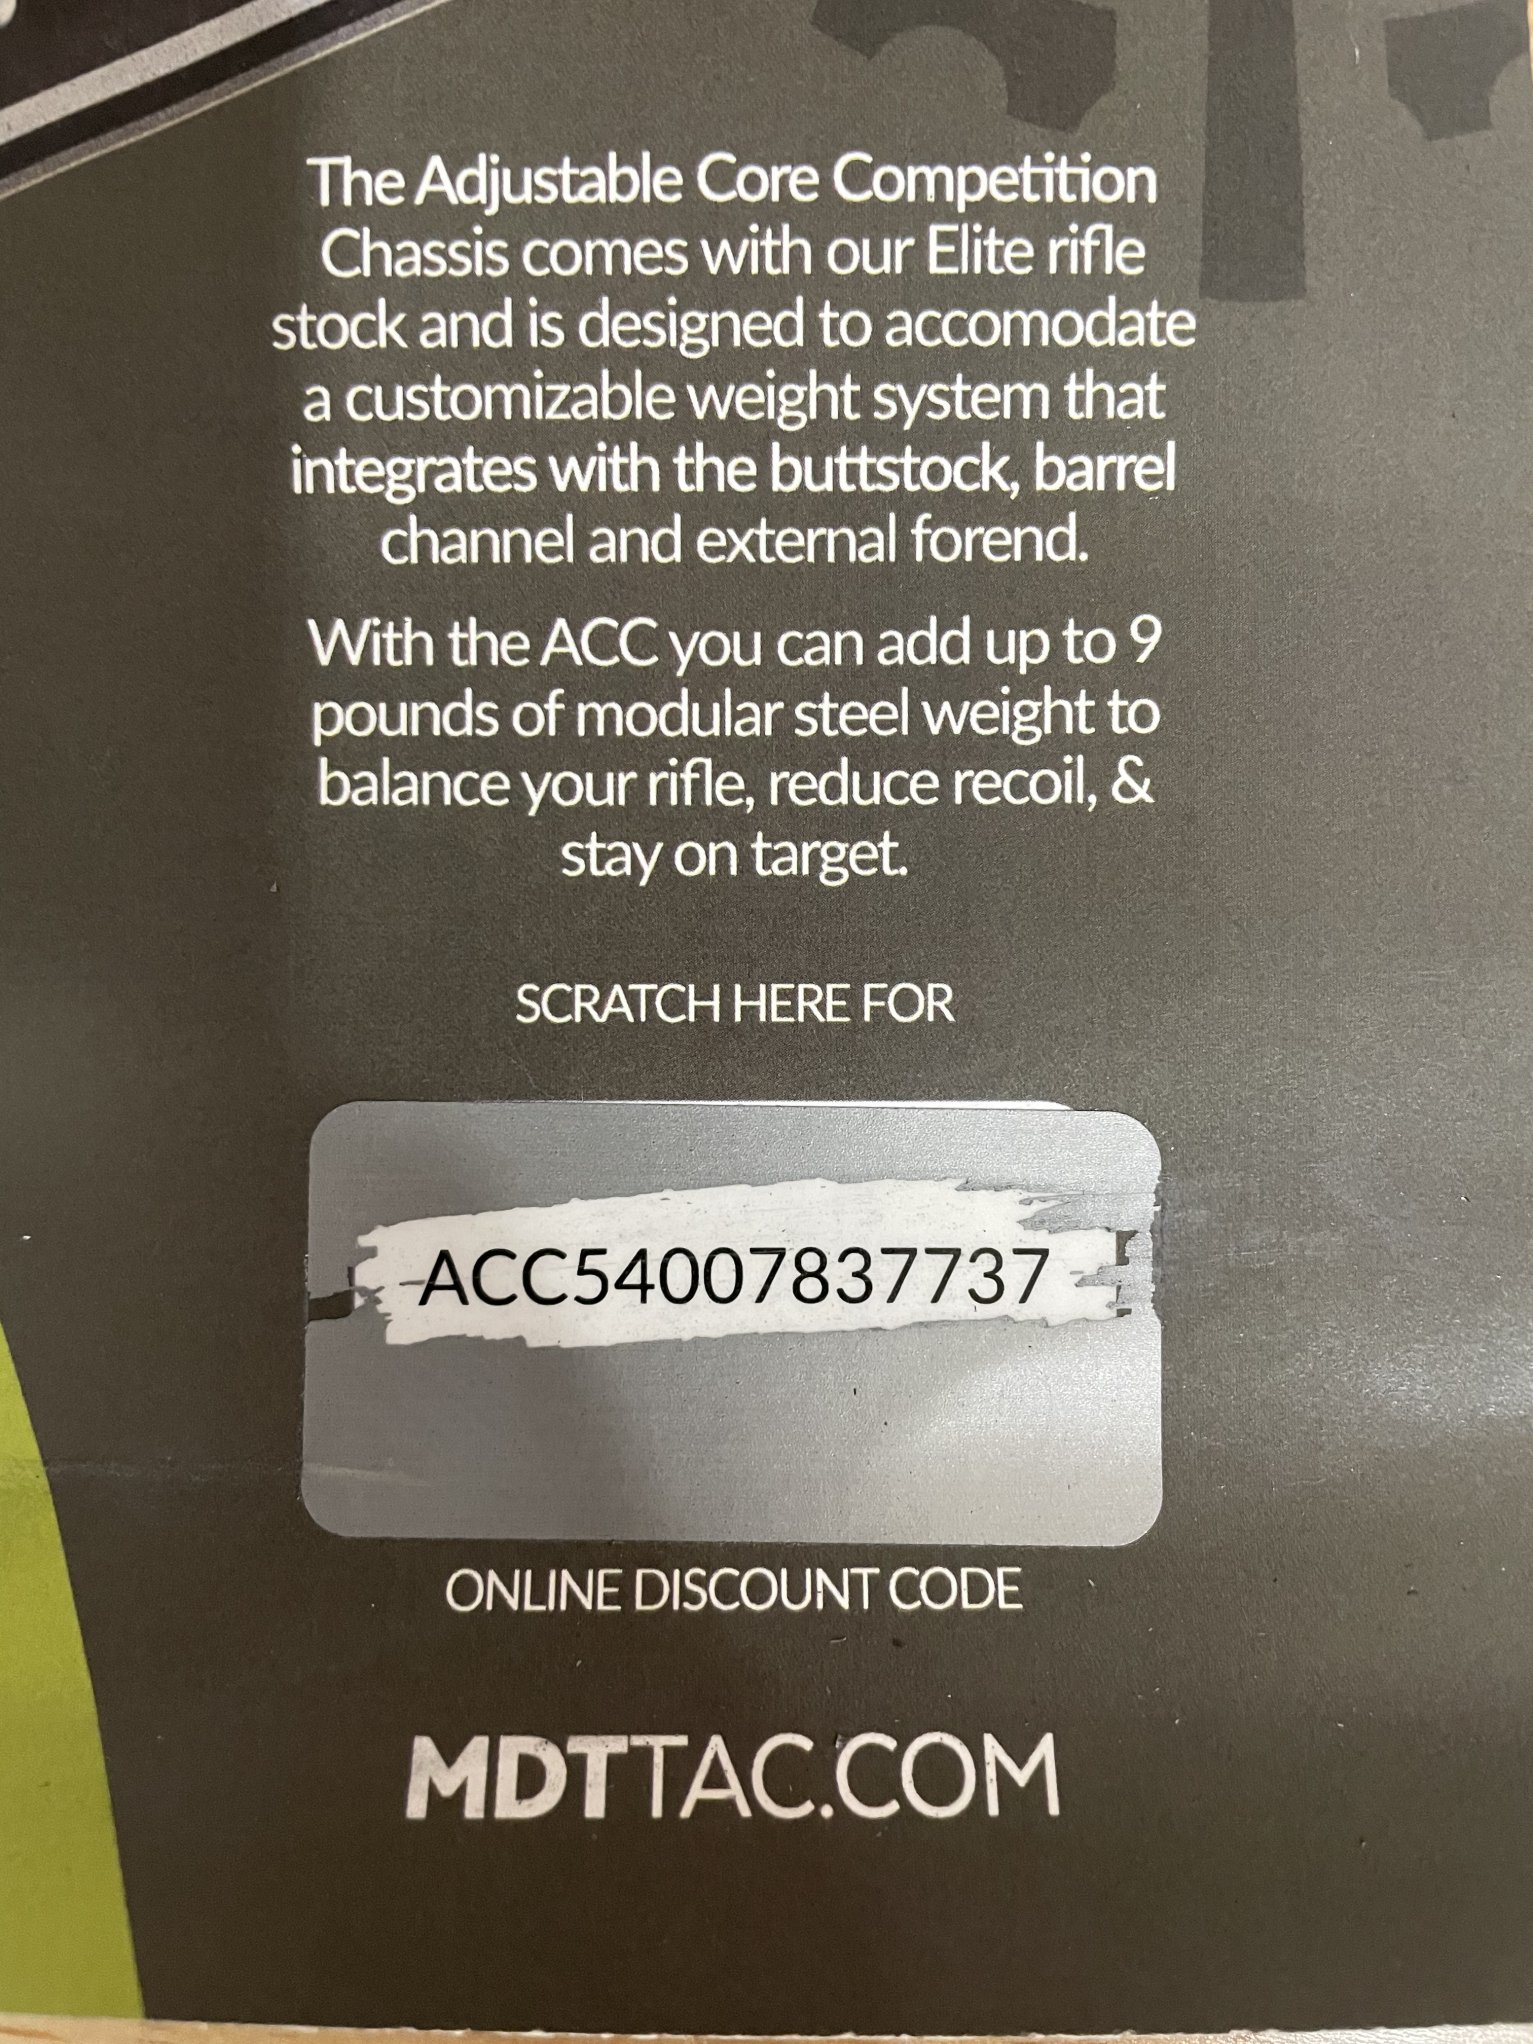 The Adjustable Core Competition
Chassis comes with our Elite rifle
stock and is designed to accomodate
a customizable weight system that
integrates with the buttstock, barrel
channel and external forend.
With the ACC you can add up to 9
pounds of modular steel weight to
balance your rifle, reduce recoil, &
stay on target.
SCRATCH HERE FOR
ACC54007837737
ONLINE DISCOUNT CODE
MDTTAC.COM